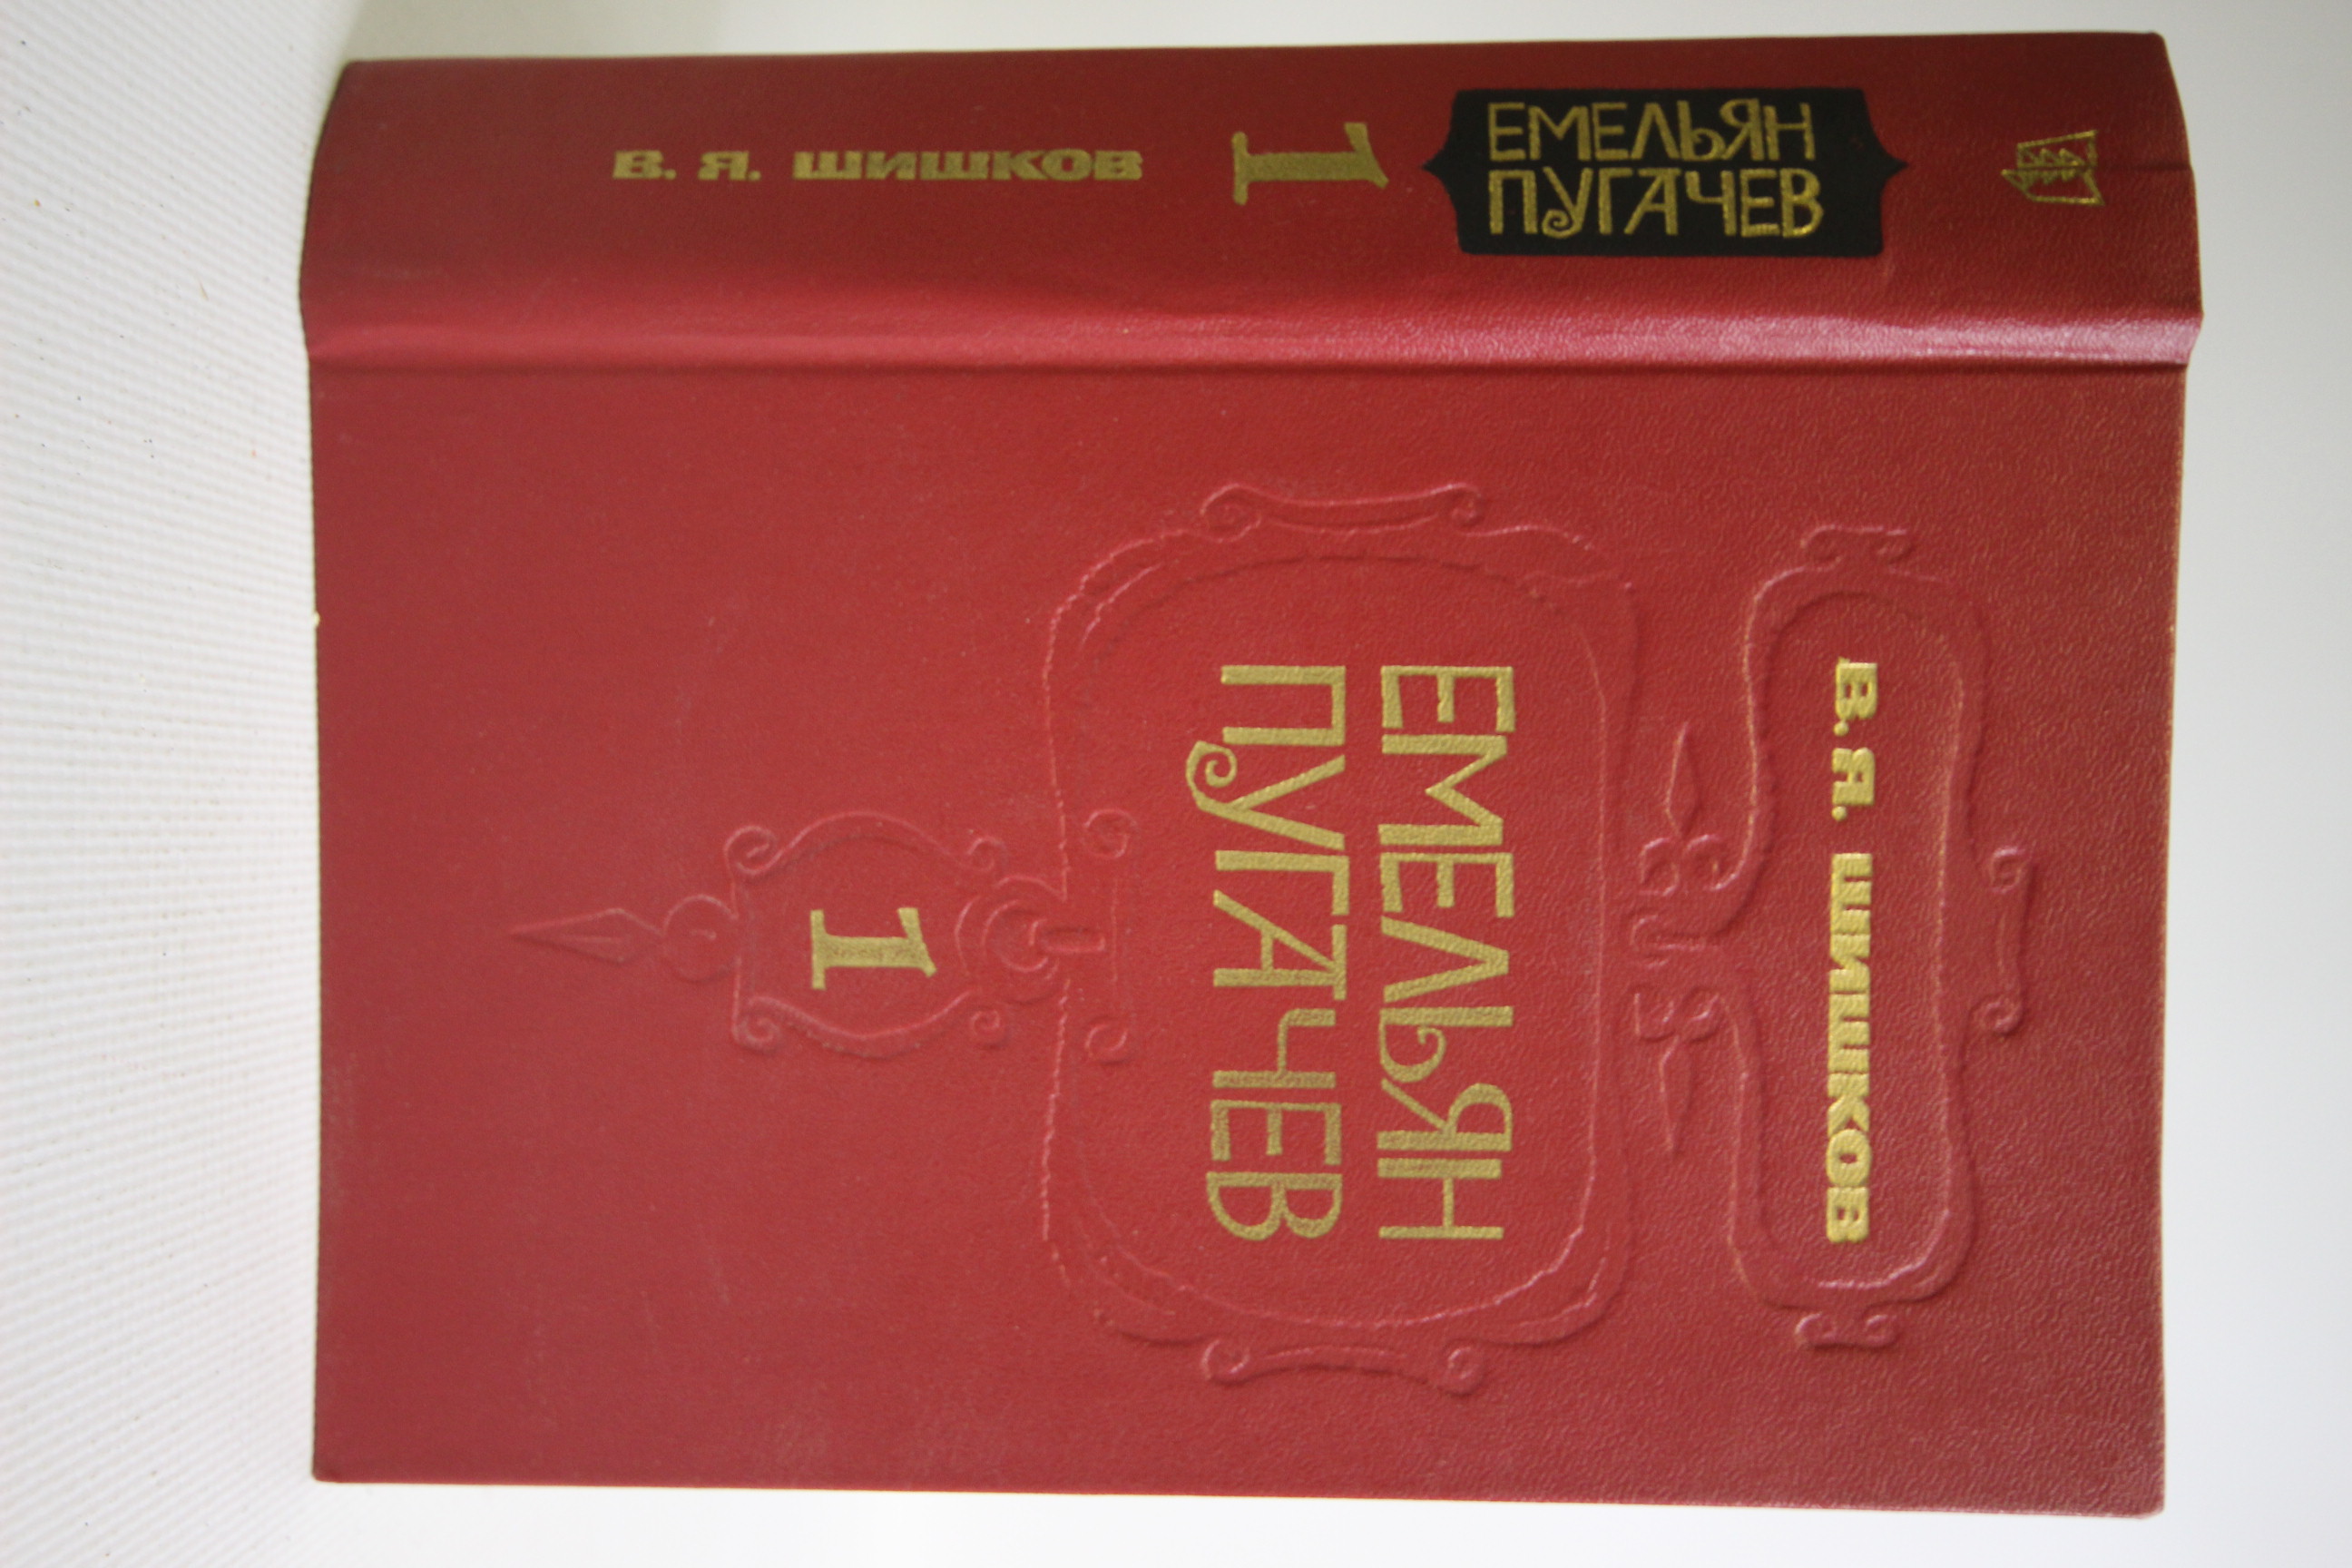 В. Я. ШИШКОВ
1
ЕМЕЛЬЯН
ПУГАЧЕВ
В. Я. ШИШКОВ
ЕМЕЛЬЯН
ПУГАЧЕВ
1